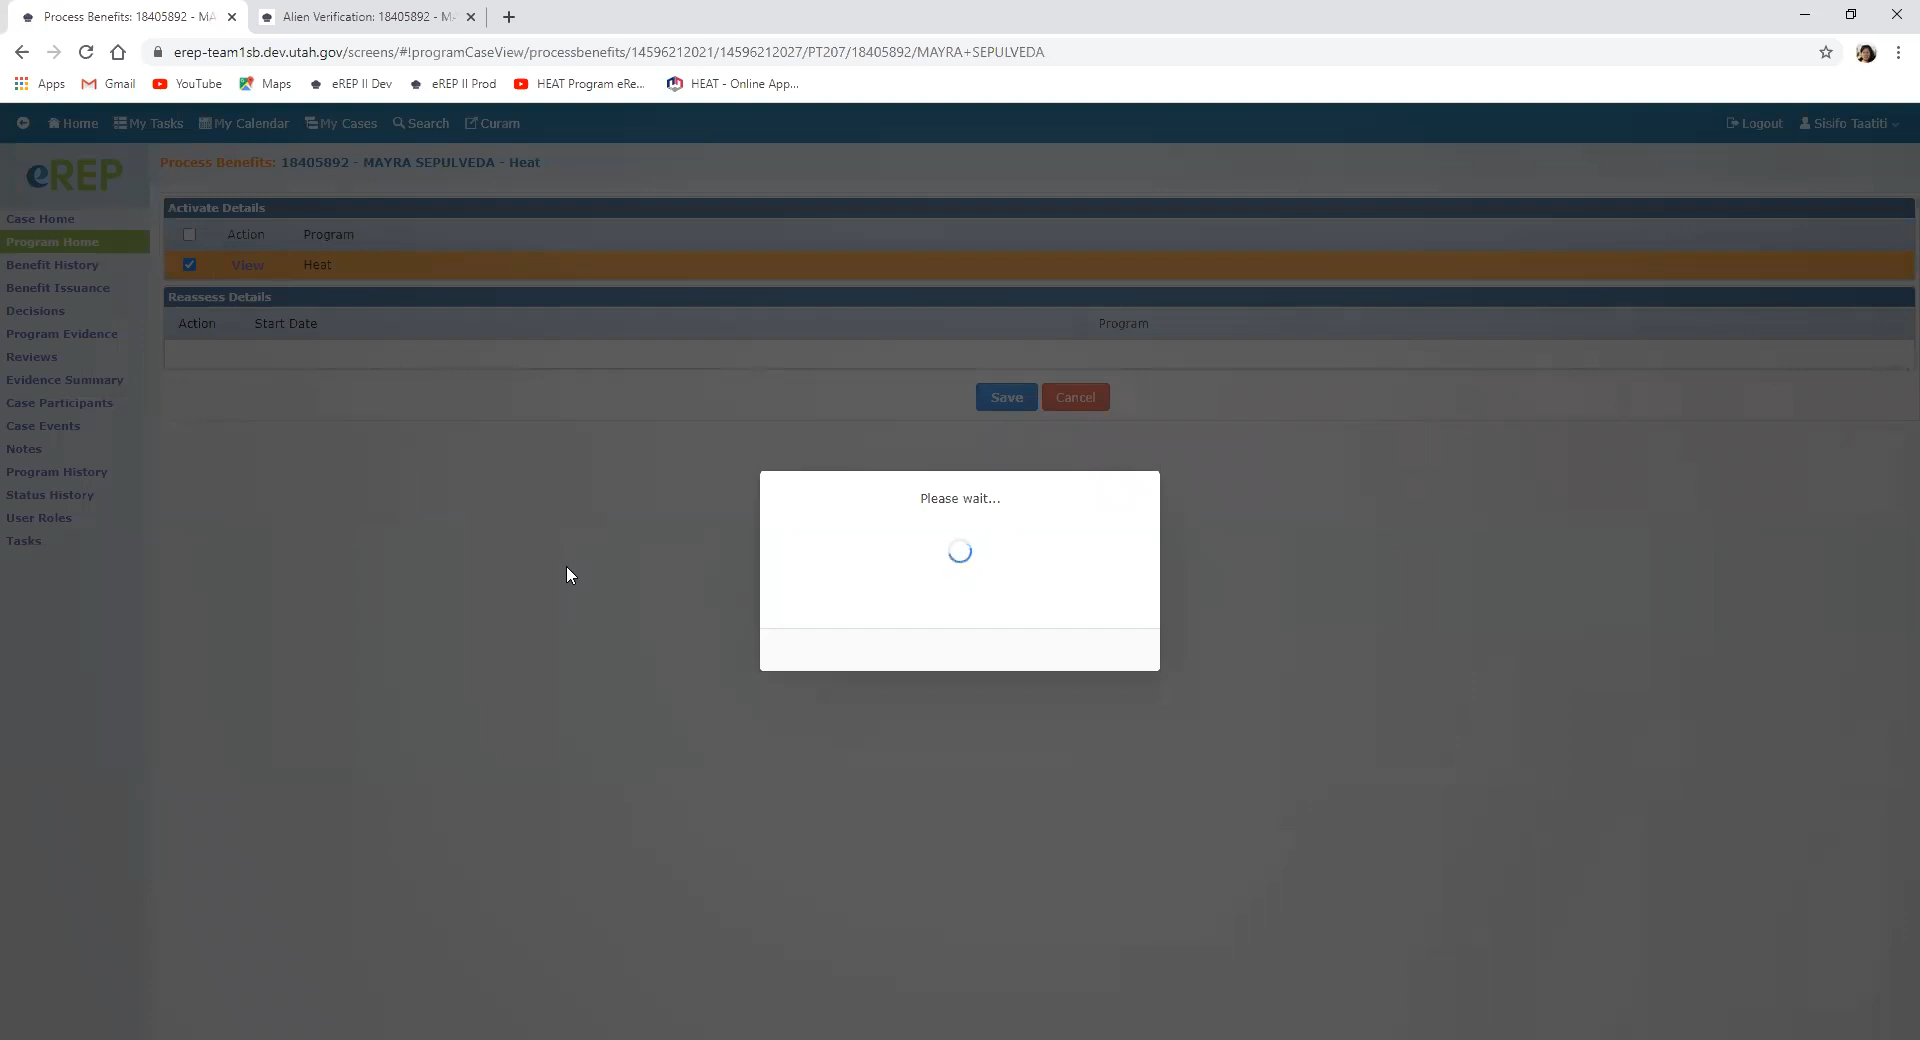 Process Benefits: 18405892 - MA
Alien Verification: 18405892 - M
erep-team1sb.dev.utah.gov/screens/#!programCaseView/processbenefits/14596212021/14596212027/PT207/18405892/MAYRA+SEPULVEDA
Apps Gmail YouTube Maps eREP II Dev eREP II Prod HEAT Program eRe... HEAT - Online App...
Home My Tasks My Calendar My Cases Search Curam Logout Sisifo Taatiti
eREP
Process Benefits: 18405892 - MAYRA SEPULVEDA - Heat
Case Home
Program Home
Benefit History
Benefit Issuance
Decisions
Program Evidence
Reviews
Evidence Summary
Case Participants
Case Events
Notes
Program History
Status History
User Roles
Tasks
Activate Details
Action Program
View Heat
Reassess Details
Action Start Date Program
Save Cancel
Please wait...